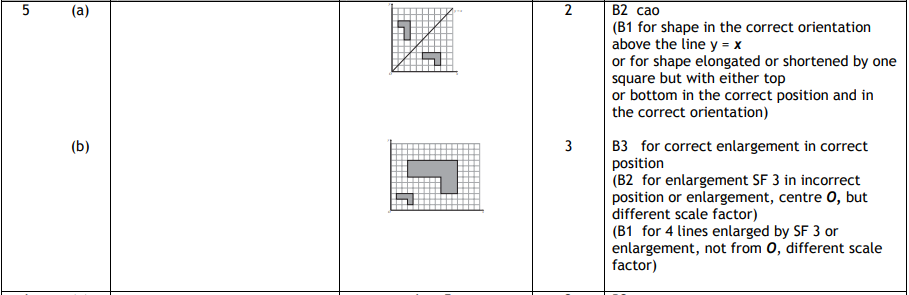 5 (a) 2 B2 cao
(B1 for shape in the correct orientation
above the line y = x
or for shape elongated or shortened by one
square but with either top
or bottom in the correct position and in
the correct orientation)
(b) 3 B3 for correct enlargement in correct
position
(B2 for enlargement SF 3 in incorrect
position or enlargement, centre O, but
different scale factor)
(B1 for 4 lines enlarged by SF 3 or
enlargement, not from O, different scale
factor)